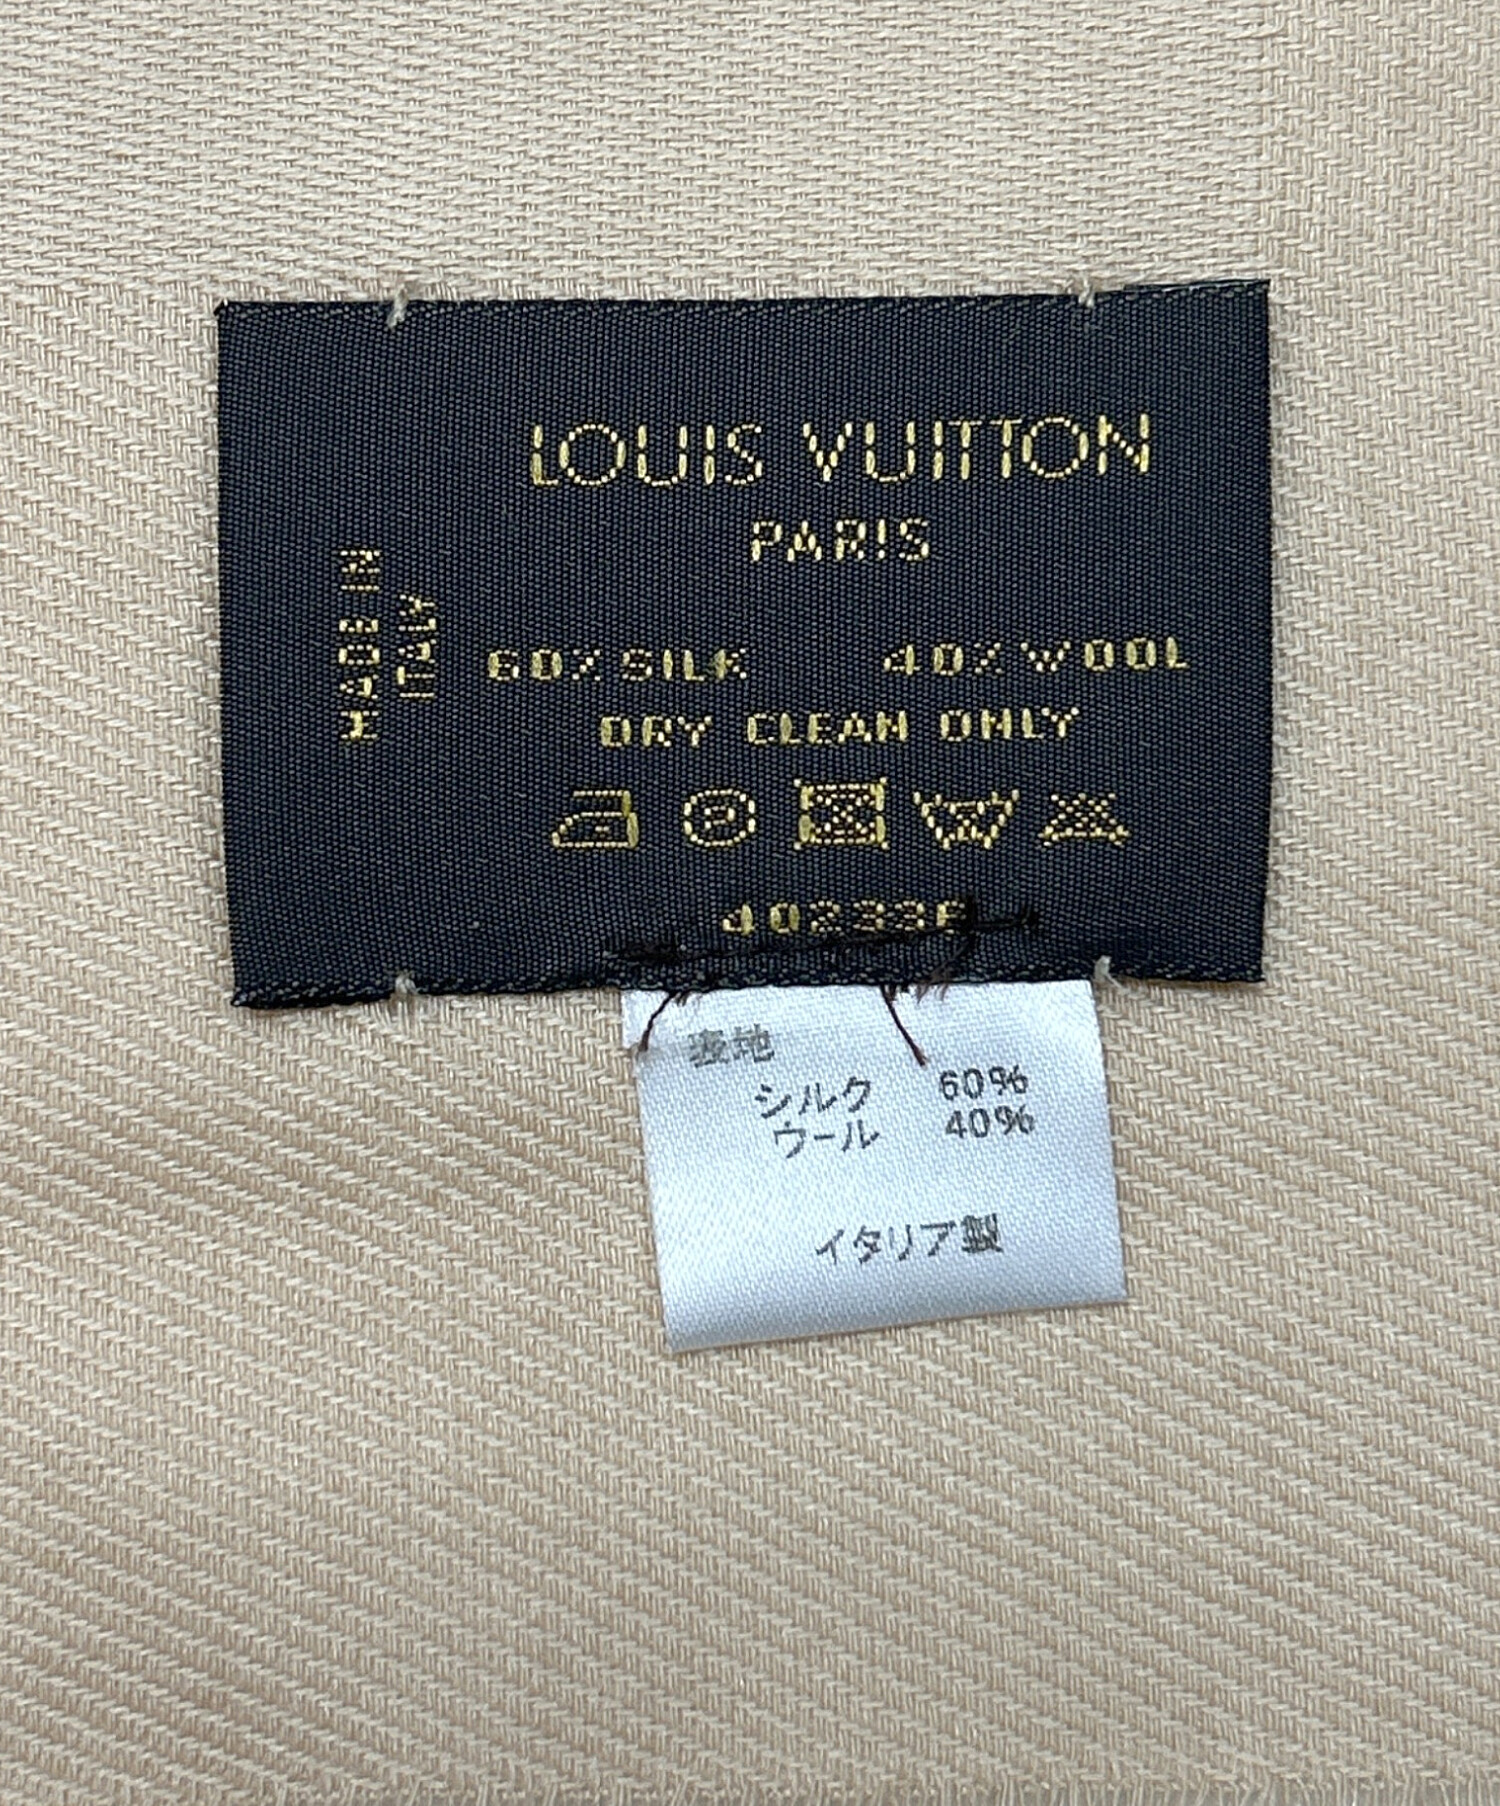 LOUIS VUITTON
PARIS
MADE IN
ITALY
60% SILK 40% WOOL
DRY CLEAN ONLY
P
表地
シルク 60%
ウール 40%
イタリア製